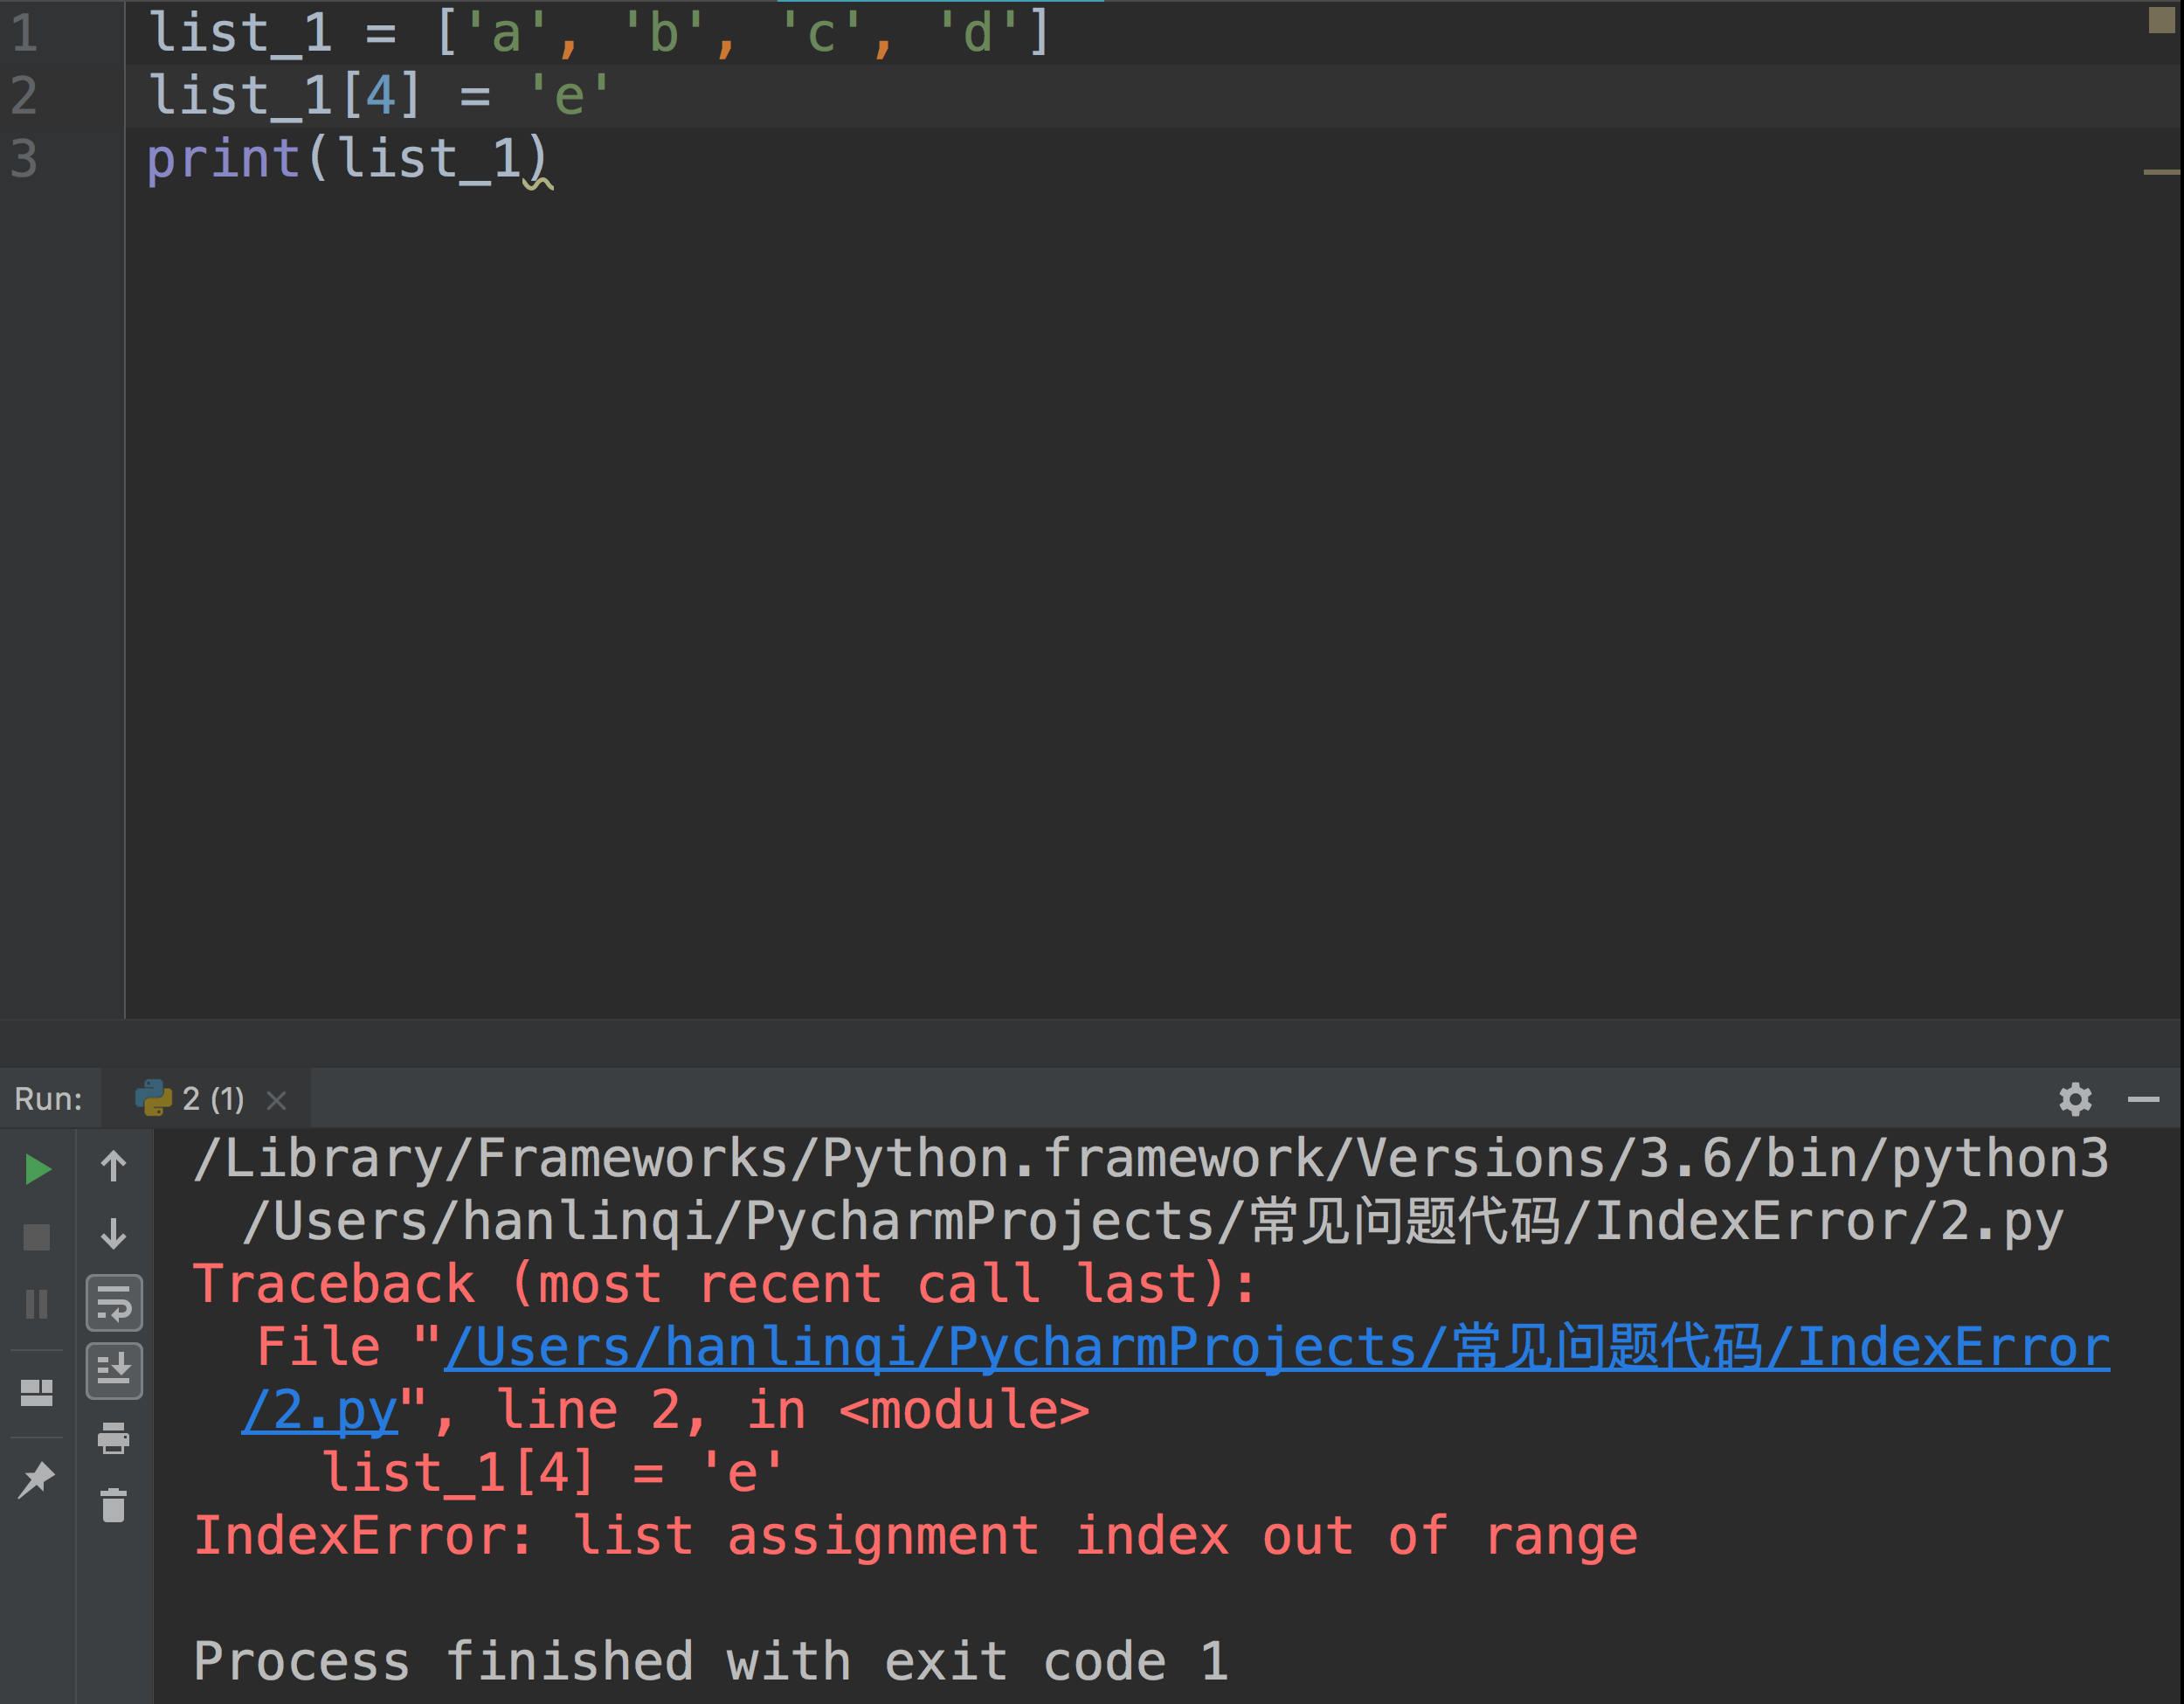 1 list_1 = ['a', 'b', 'c', 'd']
2 list_1[4] = 'e'
3 print(list_1)
Run: 2 (1)
/Library/Frameworks/Python.framework/Versions/3.6/bin/python3
/Users/hanlinqi/PycharmProjects/常见问题代码/IndexError/2.py
Traceback (most recent call last):
File "/Users/hanlinqi/PycharmProjects/常见问题代码/IndexError
/2.py", line 2, in <module>
list_1[4] = 'e'
IndexError: list assignment index out of range
Process finished with exit code 1